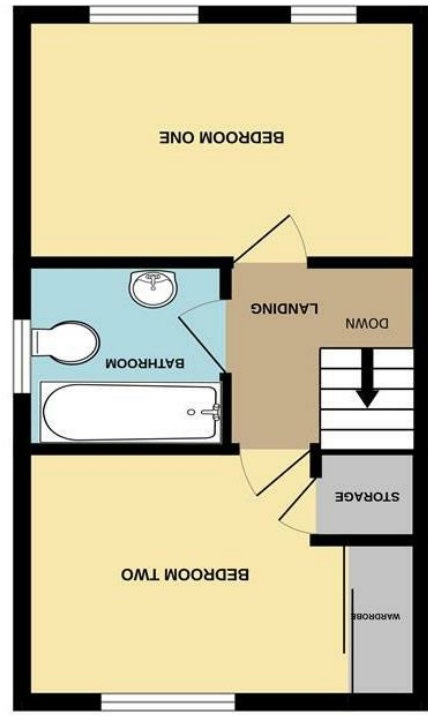 BEDROOM ONE
LANDING
DOWN
BATHROOM
STORAGE
BEDROOM TWO
WARDROBE